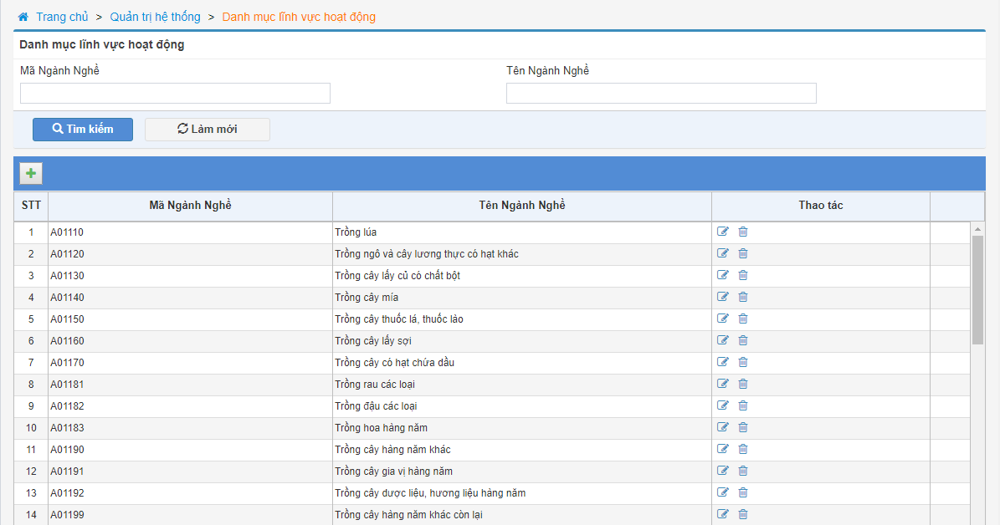 Trang chủ > Quản trị hệ thống > Danh mục lĩnh vực hoạt động
Danh mục lĩnh vực hoạt động
Mã Ngành Nghề Tên Ngành Nghề
Tìm kiếm Làm mới
STT Mã Ngành Nghề Tên Ngành Nghề Thao tác
1 A01110 Trồng lúa
2 A01120 Trồng ngô và cây lương thực có hạt khác
3 A01130 Trồng cây lấy củ có chất bột
4 A01140 Trồng cây mía
5 A01150 Trồng cây thuốc lá, thuốc lào
6 A01160 Trồng cây lấy sợi
7 A01170 Trồng cây có hạt chứa dầu
8 A01181 Trồng rau các loại
9 A01182 Trồng đậu các loại
10 A01183 Trồng hoa hàng năm
11 A01190 Trồng cây hàng năm khác
12 A01191 Trồng cây gia vị hàng năm
13 A01192 Trồng cây dược liệu, hương liệu hàng năm
14 A01199 Trồng cây hàng năm khác còn lại